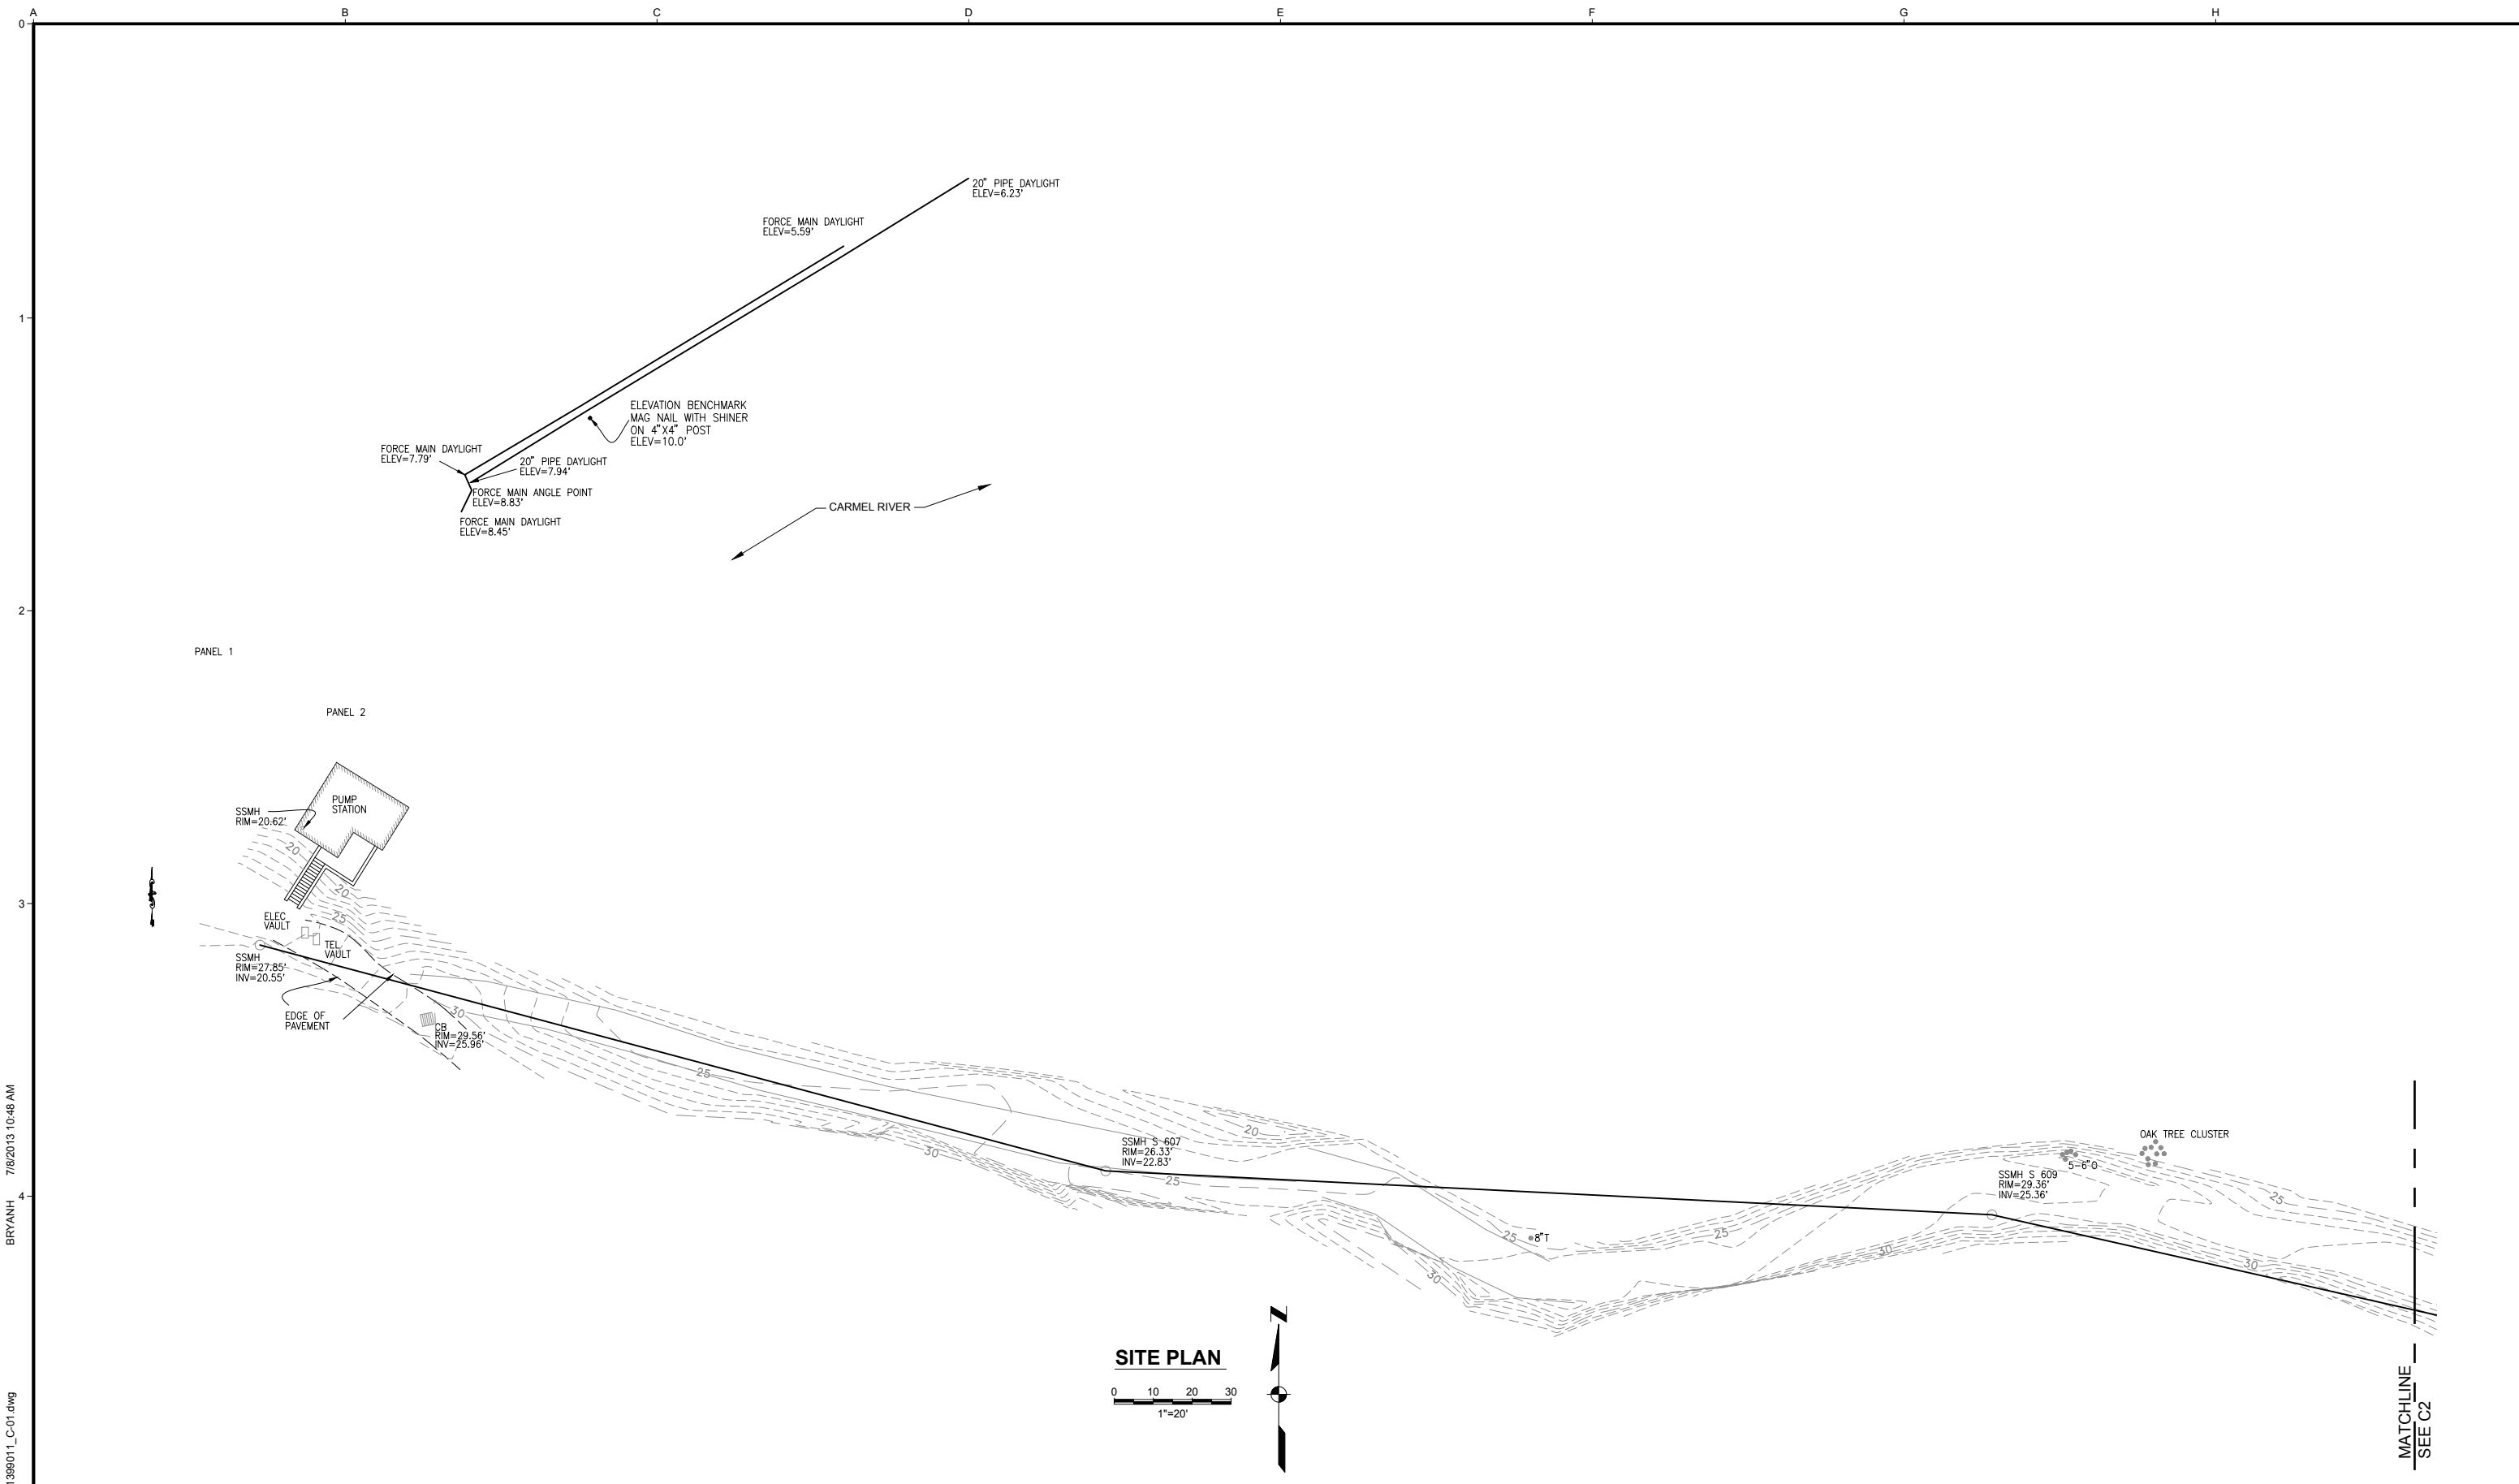 A B C D E F G H
0
20" PIPE DAYLIGHT
ELEV=6.23'
FORCE MAIN DAYLIGHT
ELEV=5.59'
1
ELEVATION BENCHMARK
MAG NAIL WITH SHINER
ON 4"X4" POST
ELEV=10.0'
FORCE MAIN DAYLIGHT
ELEV=7.79'
20" PIPE DAYLIGHT
ELEV=7.94'
FORCE MAIN ANGLE POINT
ELEV=8.83'
FORCE MAIN DAYLIGHT
ELEV=8.45'
CARMEL RIVER
2
PANEL 1
PANEL 2
PUMP
STATION
SSMH
RIM=20.62'
20
20
3
25
ELEC
VAULT
TEL
VAULT
SSMH
RIM=27.85'
INV=20.55'
EDGE OF
PAVEMENT
30
CB
RIM=29.56'
INV=25.96'
25
30
20
SSMH S 607
RIM=26.33'
INV=22.83'
25
OAK TREE CLUSTER
5-6"O
SSMH S 609
RIM=29.36'
INV=25.36'
25
4
25
8"T
25
30
30
30
SITE PLAN
0 10 20 30
1"=20'
N
MATCHLINE
SEE C2
BRYANH 7/8/2013 10:48 AM
1399011_C-01.dwg